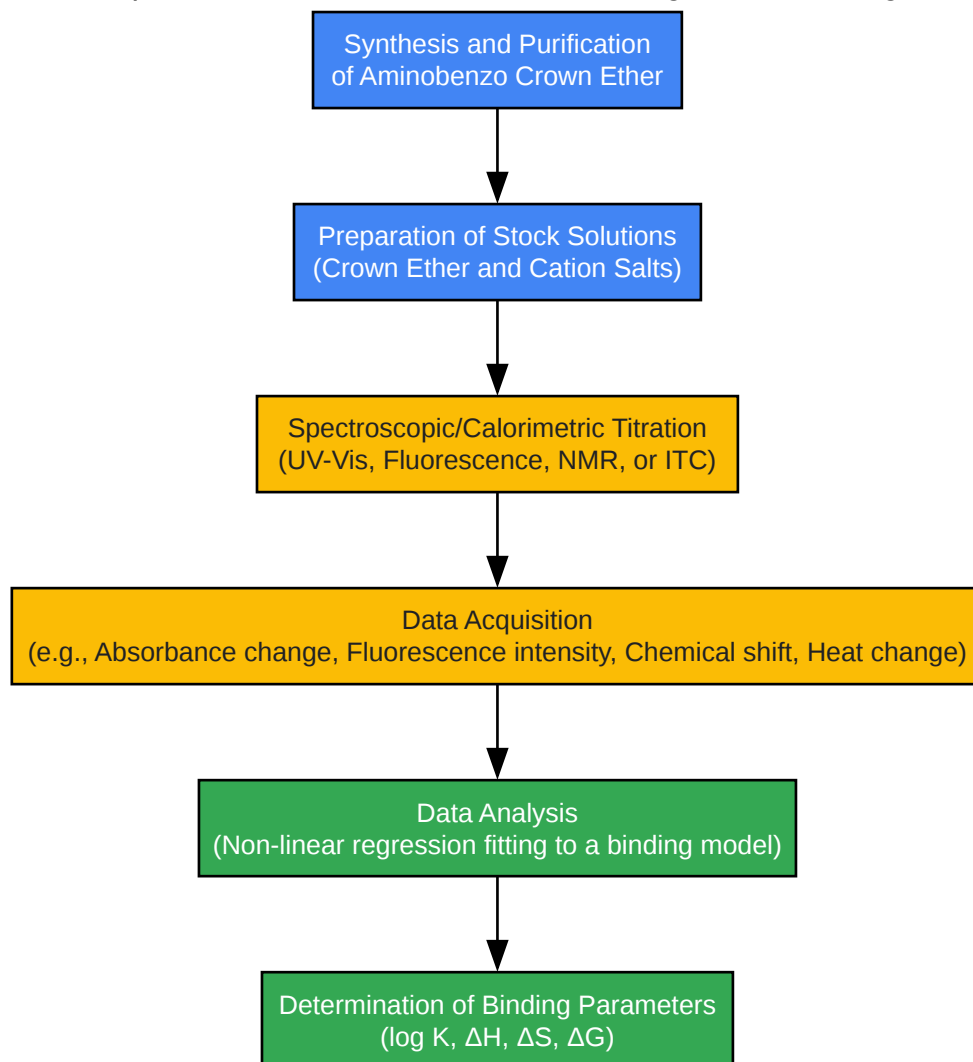 Synthesis and Purification
of Aminobenzo Crown Ether
Preparation of Stock Solutions
(Crown Ether and Cation Salts)
Spectroscopic/Calorimetric Titration
(UV-Vis, Fluorescence, NMR, or ITC)
Data Acquisition
(e.g., Absorbance change, Fluorescence intensity, Chemical shift, Heat change)
Data Analysis
(Non-linear regression fitting to a binding model)
Determination of Binding Parameters
(log K, ΔH, ΔS, ΔG)